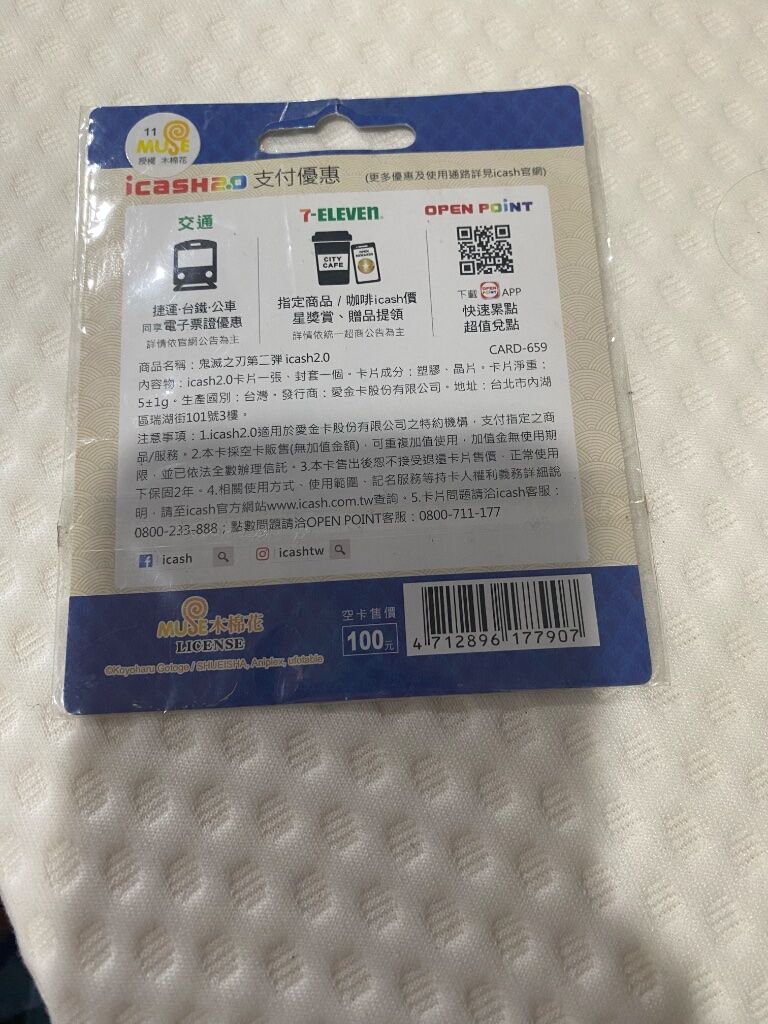 11
MUSE
授權 木棉花
icash2.0 支付優惠 (更多優惠及使用通路詳見icash官網)
交通
捷運·台鐵·公車
同享電子票證優惠
詳情依官網公告為主
7-ELEVEn
CITY CAFE
指定商品 / 咖啡icash價
星獎賞、贈品提領
詳情依統一超商公告為主
OPEN POiNT
下載 OPEN POiNT APP
快速累點
超值兌點
商品名稱：鬼滅之刃第二彈 icash2.0
CARD-659
內容物：icash2.0卡片一張、封套一個。卡片成分：塑膠、晶片。卡片淨重：
5±1g。生產國別：台灣。發行商：愛金卡股份有限公司。地址：台北市內湖
區瑞湖街101號3樓。
注意事項：1.icash2.0適用於愛金卡股份有限公司之特約機構，支付指定之商
品/服務。2.本卡採空卡販售(無加值金額)，可重複加值使用，加值金無使用期
限，並已依法全數辦理信託。3.本卡售出後恕不接受退還卡片售價，正常使用
下保固2年。4.相關使用方式、使用範圍、記名服務等持卡人權利義務詳細說
明，請至icash官方網站www.icash.com.tw查詢。5.卡片問題請洽icash客服：
0800-233-888；點數問題請洽OPEN POINT客服：0800-711-177
icash
icashtw
MUSE木棉花
LICENSE
©Koyoharu Gotoge / SHUEISHA, Aniplex, ufotable
空卡售價
100元
4 712896 177907